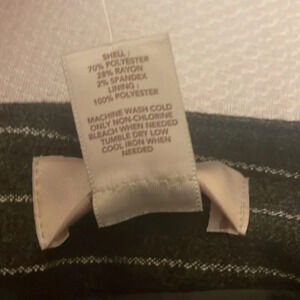 SHELL :
70% POLYESTER
28% RAYON
2% SPANDEX
LINING :
100% POLYESTER
MACHINE WASH COLD
ONLY NON-CHLORINE
BLEACH WHEN NEEDED
TUMBLE DRY LOW
COOL IRON WHEN
NEEDED